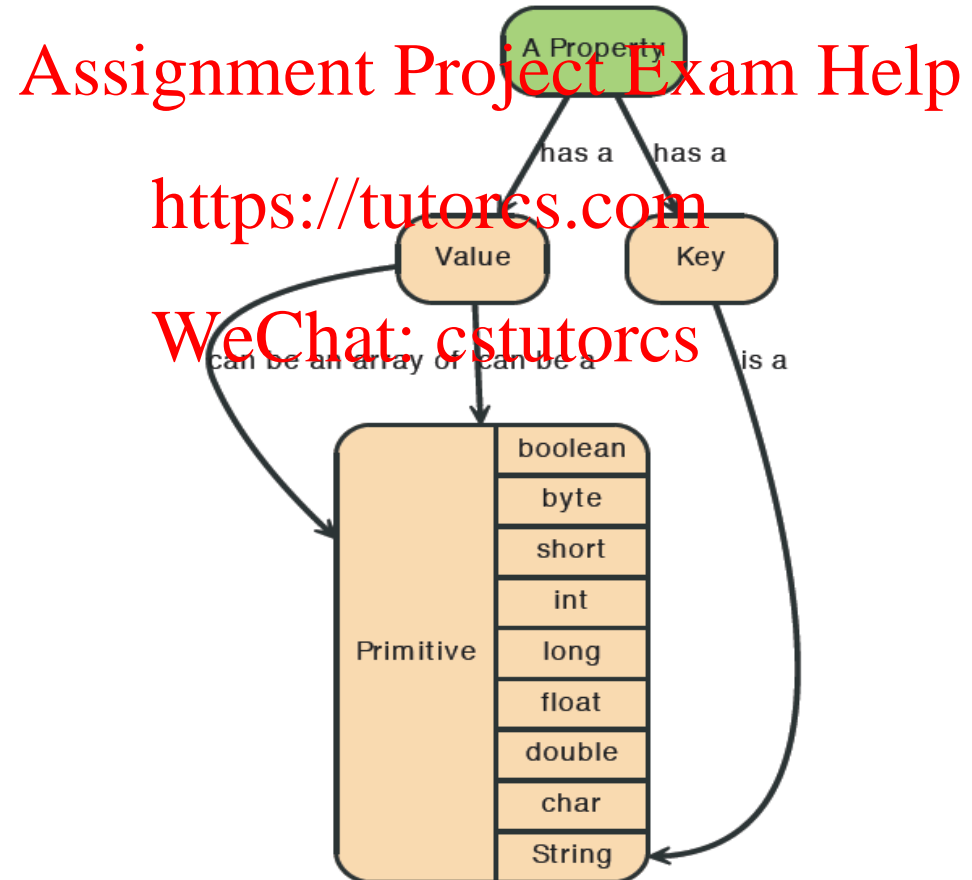 A Property
Assignment Project Exam Help
has a has a
https://tutorcs.com
Value Key
WeChat: cstutorcs
can be an array of can be a is a
boolean
byte
short
int
Primitive long
float
double
char
String